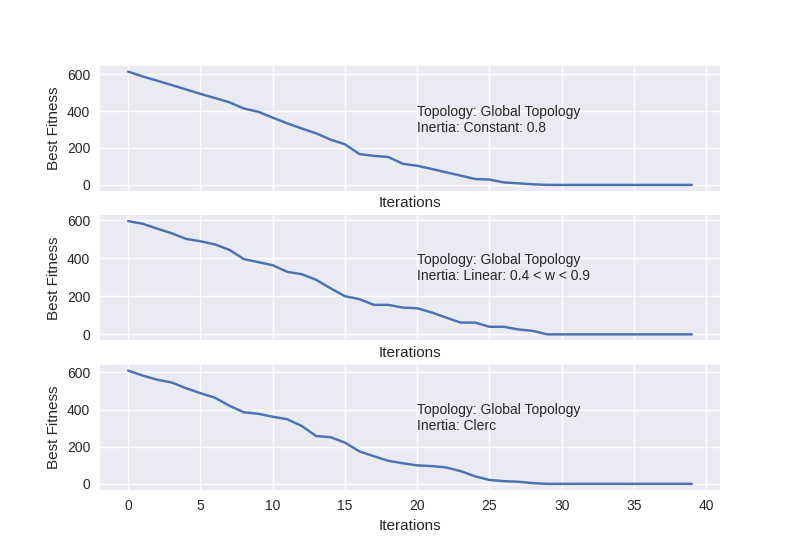 600
400
200
0
Best Fitness
Topology: Global Topology
Inertia: Constant: 0.8
Iterations
600
400
200
0
Best Fitness
Topology: Global Topology
Inertia: Linear: 0.4 < w < 0.9
Iterations
600
400
200
0
Best Fitness
Topology: Global Topology
Inertia: Clerc
0 5 10 15 20 25 30 35 40
Iterations